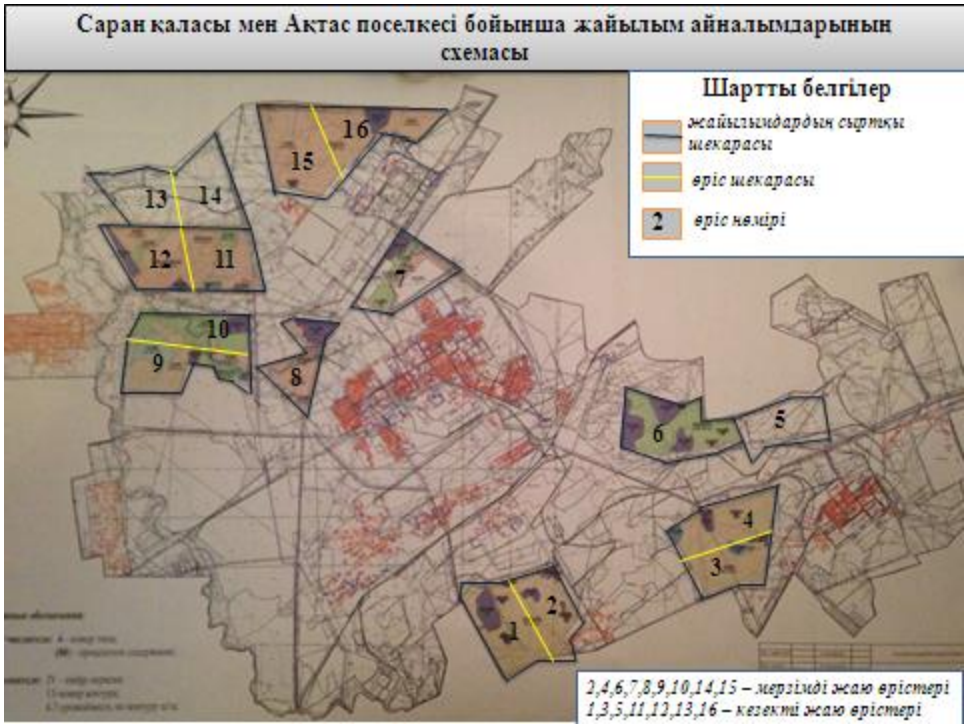 Саран қаласы мен Ақтас поселкесі бойынша жайылым айналымдарының
схемасы
Шартты белгілер
жайылымдардың сыртқы
шекарасы
өріс шекарасы
2 өріс нөмірі
16
15
13 14
12 11
7
10
9
8
5
6
4
3
2
1
2,4,6,7,8,9,10,14,15 – мерзімді жаю өрістері
1,3,5,11,12,13,16 – кезекті жаю өрістері